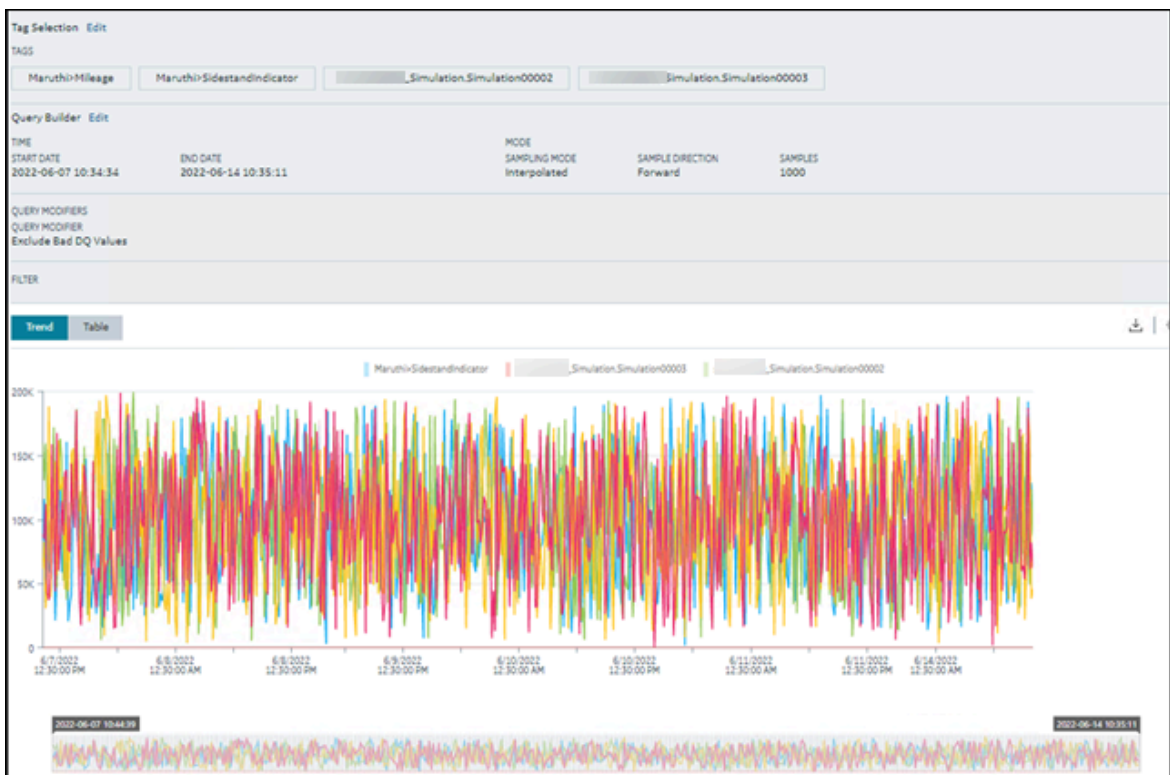 Tag Selection Edit
TAGS
Maruthi>Mileage Maruthi>SidestandIndicator _Simulation.Simulation00002 Simulation.Simulation00003
Query Builder Edit
TIME MODE
START DATE END DATE SAMPLING MODE SAMPLE DIRECTION SAMPLES
2022-06-07 10:34:34 2022-06-14 10:35:11 Interpolated Forward 1000
QUERY MODIFIERS
QUERY MODIFIER
Exclude Bad DQ Values
FILTER
Trend Table
Maruthi>SidestandIndicator _Simulation.Simulation00003 _Simulation.Simulation00002
200K
150K
100K
50K
0
6/7/2022 6/8/2022 6/8/2022 6/9/2022 6/10/2022 6/10/2022 6/11/2022 6/11/2022 6/14/2022
12:30:00 PM 12:30:00 AM 12:30:00 PM 12:30:00 PM 12:30:00 AM 12:30:00 PM 12:30:00 AM 12:30:00 PM 12:30:00 AM
2022-06-07 10:44:39 2022-06-14 10:35:11